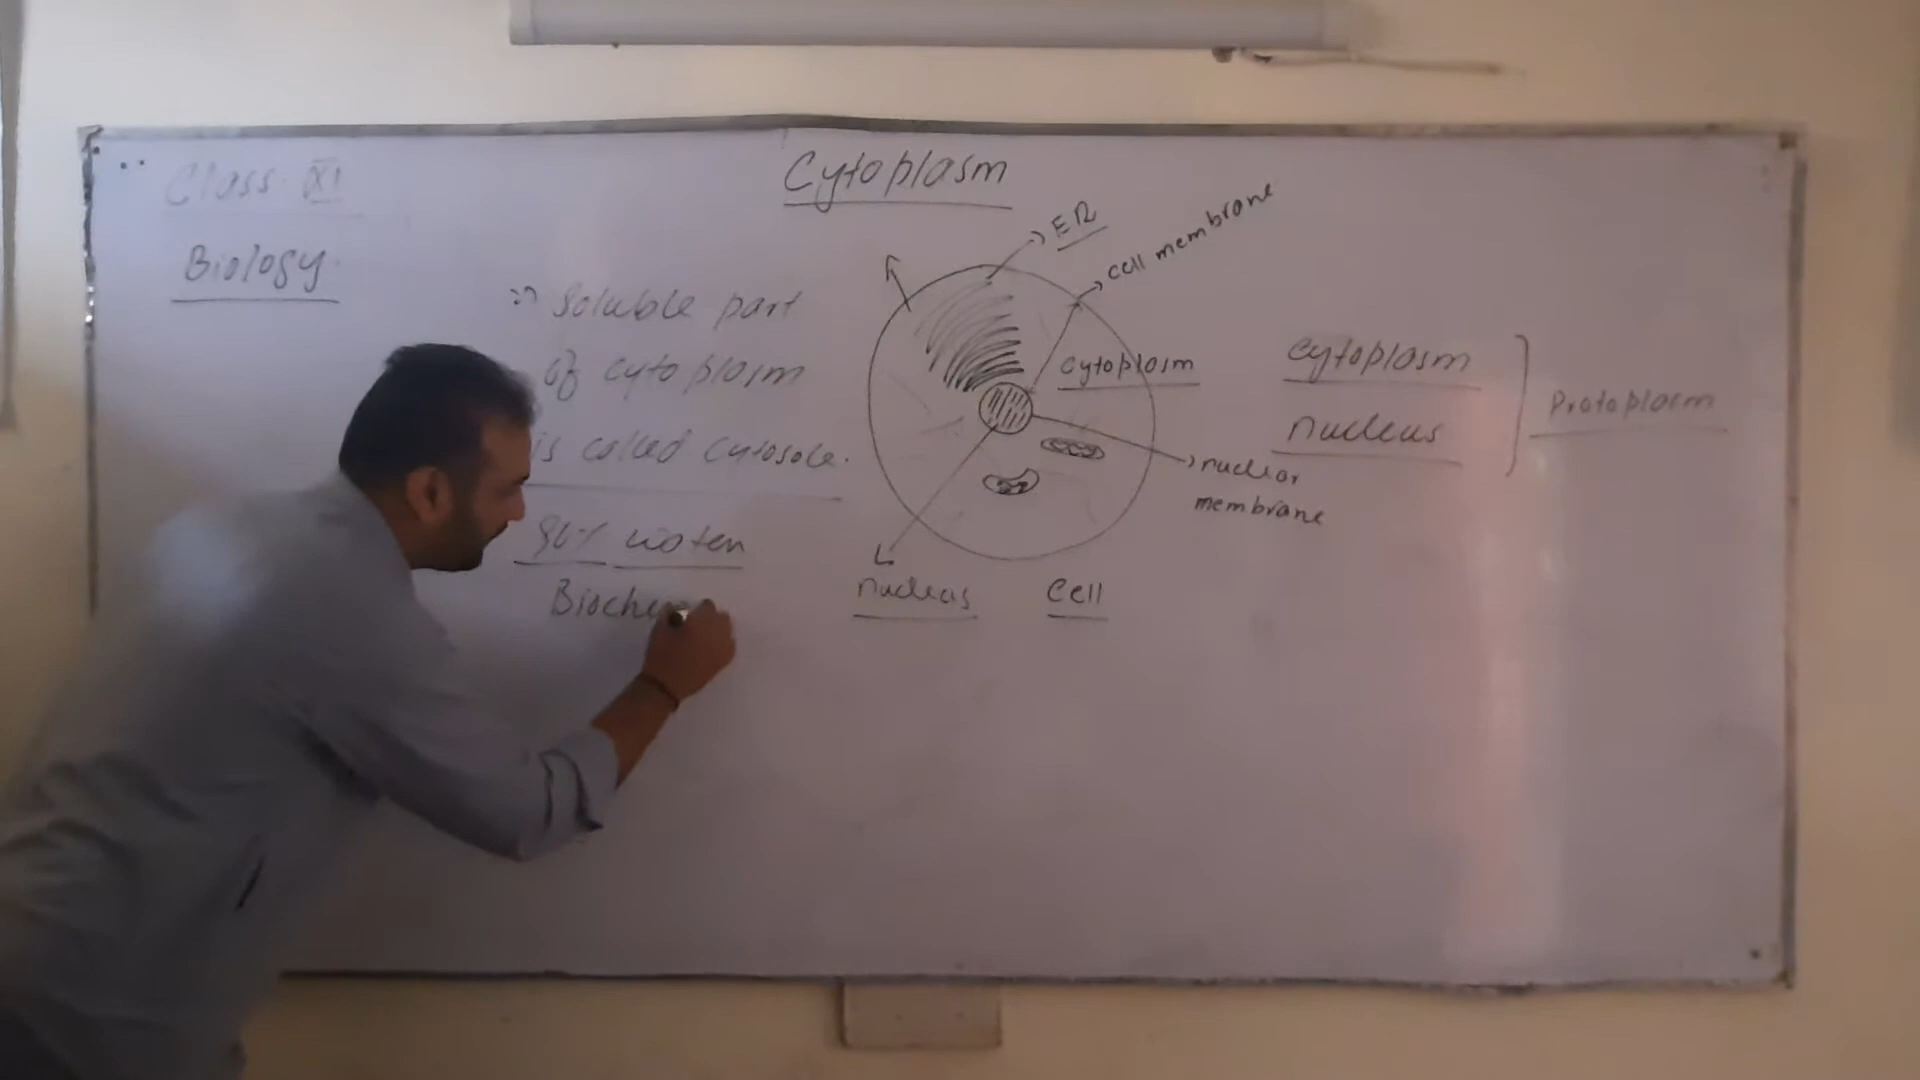 Class XI
Biology
Cytoplasm
Soluble part
of cytoplasm
is called cytosole.
90% water
Bioche
ER
cell membrane
cytoplasm
nuclear
membrane
nucleus
Cell
cytoplasm
nucleus
Protoplasm